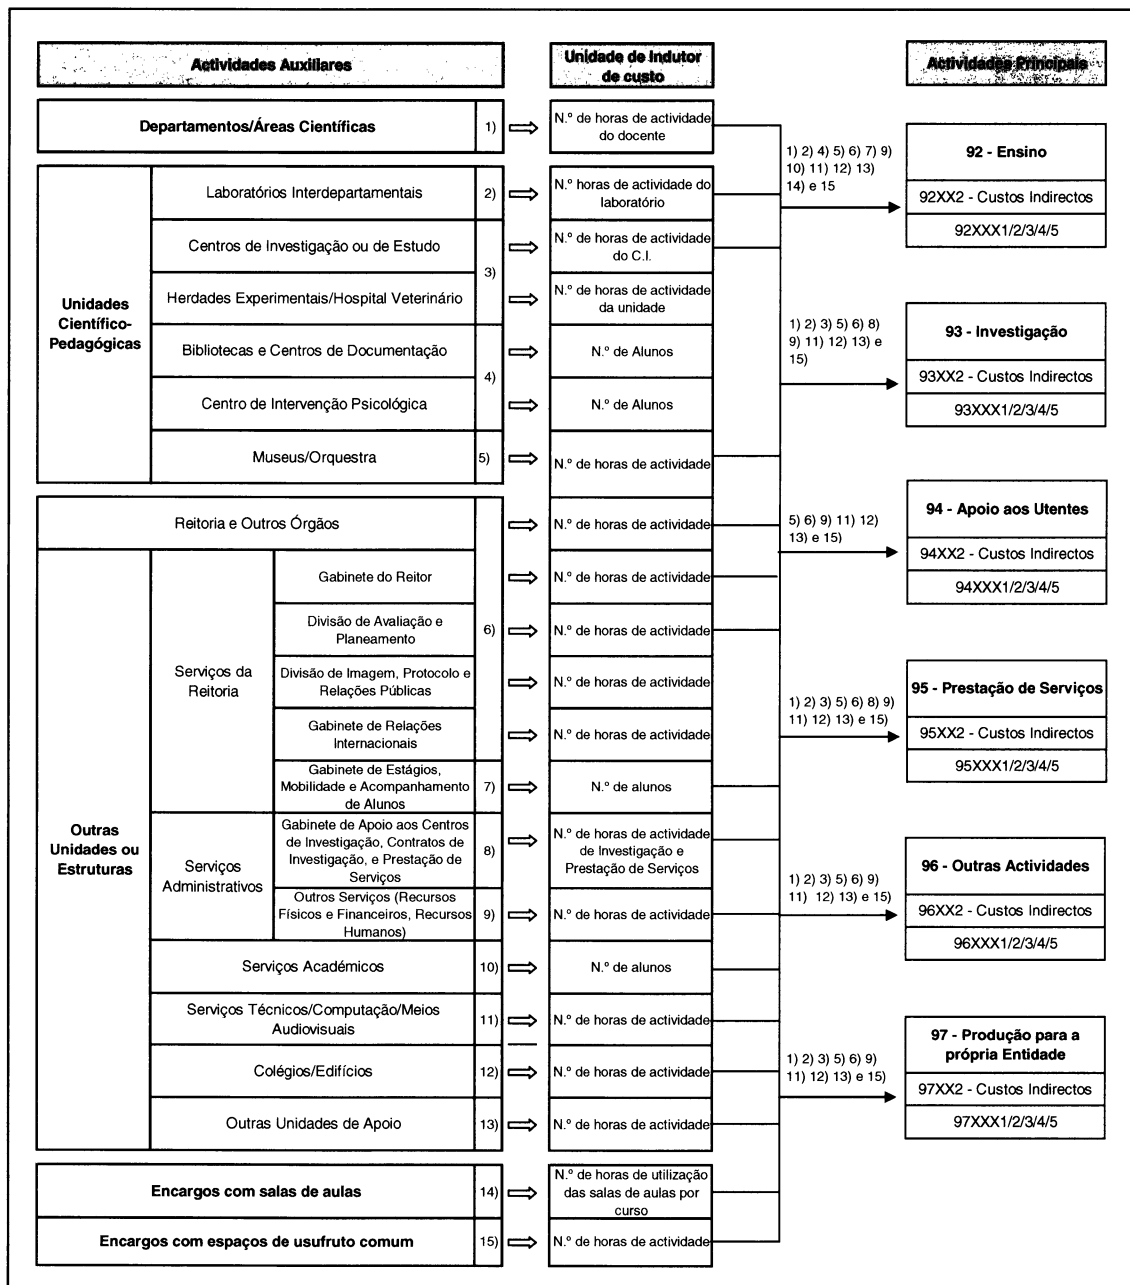 Actividades Auxiliares
Unidade de Indutor
de custo
Actividades Principais
Departamentos/Áreas Científicas
1)
N.º de horas de actividade
do docente
Unidades
Científico-
Pedagógicas
Laboratórios Interdepartamentais
2)
N.º horas de actividade do
laboratório
Centros de Investigação ou de Estudo
3)
N.º de horas de actividade
do C.I.
Herdades Experimentais/Hospital Veterinário
N.º de horas de actividade
da unidade
Bibliotecas e Centros de Documentação
4)
N.º de Alunos
Centro de Intervenção Psicológica
N.º de Alunos
Museus/Orquestra
5)
N.º de horas de actividade
Reitoria e Outros Órgãos
6)
N.º de horas de actividade
Outras
Unidades ou
Estruturas
Serviços da
Reitoria
Gabinete do Reitor
N.º de horas de actividade
Divisão de Avaliação e
Planeamento
N.º de horas de actividade
Divisão de Imagem, Protocolo e
Relações Públicas
N.º de horas de actividade
Gabinete de Relações
Internacionais
N.º de horas de actividade
Gabinete de Estágios,
Mobilidade e Acompanhamento
de Alunos
7)
N.º de alunos
Serviços
Administrativos
Gabinete de Apoio aos Centros
de Investigação, Contratos de
Investigação, e Prestação de
Serviços
8)
N.º de horas de actividade
de Investigação e
Prestação de Serviços
Outros Serviços (Recursos
Físicos e Financeiros, Recursos
Humanos)
9)
N.º de horas de actividade
Serviços Académicos
10)
N.º de alunos
Serviços Técnicos/Computação/Meios
Audiovisuais
11)
N.º de horas de actividade
Colégios/Edifícios
12)
N.º de horas de actividade
Outras Unidades de Apoio
13)
N.º de horas de actividade
Encargos com salas de aulas
14)
N.º de horas de utilização
das salas de aulas por
curso
Encargos com espaços de usufruto comum
15)
N.º de horas de actividade
1) 2) 4) 5) 6) 7) 9)
10) 11) 12) 13)
14) e 15
92 - Ensino
92XX2 - Custos Indirectos
92XXX1/2/3/4/5
1) 2) 3) 5) 6) 8)
9) 11) 12) 13) e
15)
93 - Investigação
93XX2 - Custos Indirectos
93XXX1/2/3/4/5
5) 6) 9) 11) 12)
13) e 15)
94 - Apoio aos Utentes
94XX2 - Custos Indirectos
94XXX1/2/3/4/5
1) 2) 3) 5) 6) 8) 9)
11) 12) 13) e 15)
95 - Prestação de Serviços
95XX2 - Custos Indirectos
95XXX1/2/3/4/5
1) 2) 3) 5) 6) 9)
11) 12) 13) e 15)
96 - Outras Actividades
96XX2 - Custos Indirectos
96XXX1/2/3/4/5
1) 2) 3) 5) 6) 9)
11) 12) 13) e 15)
97 - Produção para a
própria Entidade
97XX2 - Custos Indirectos
97XXX1/2/3/4/5